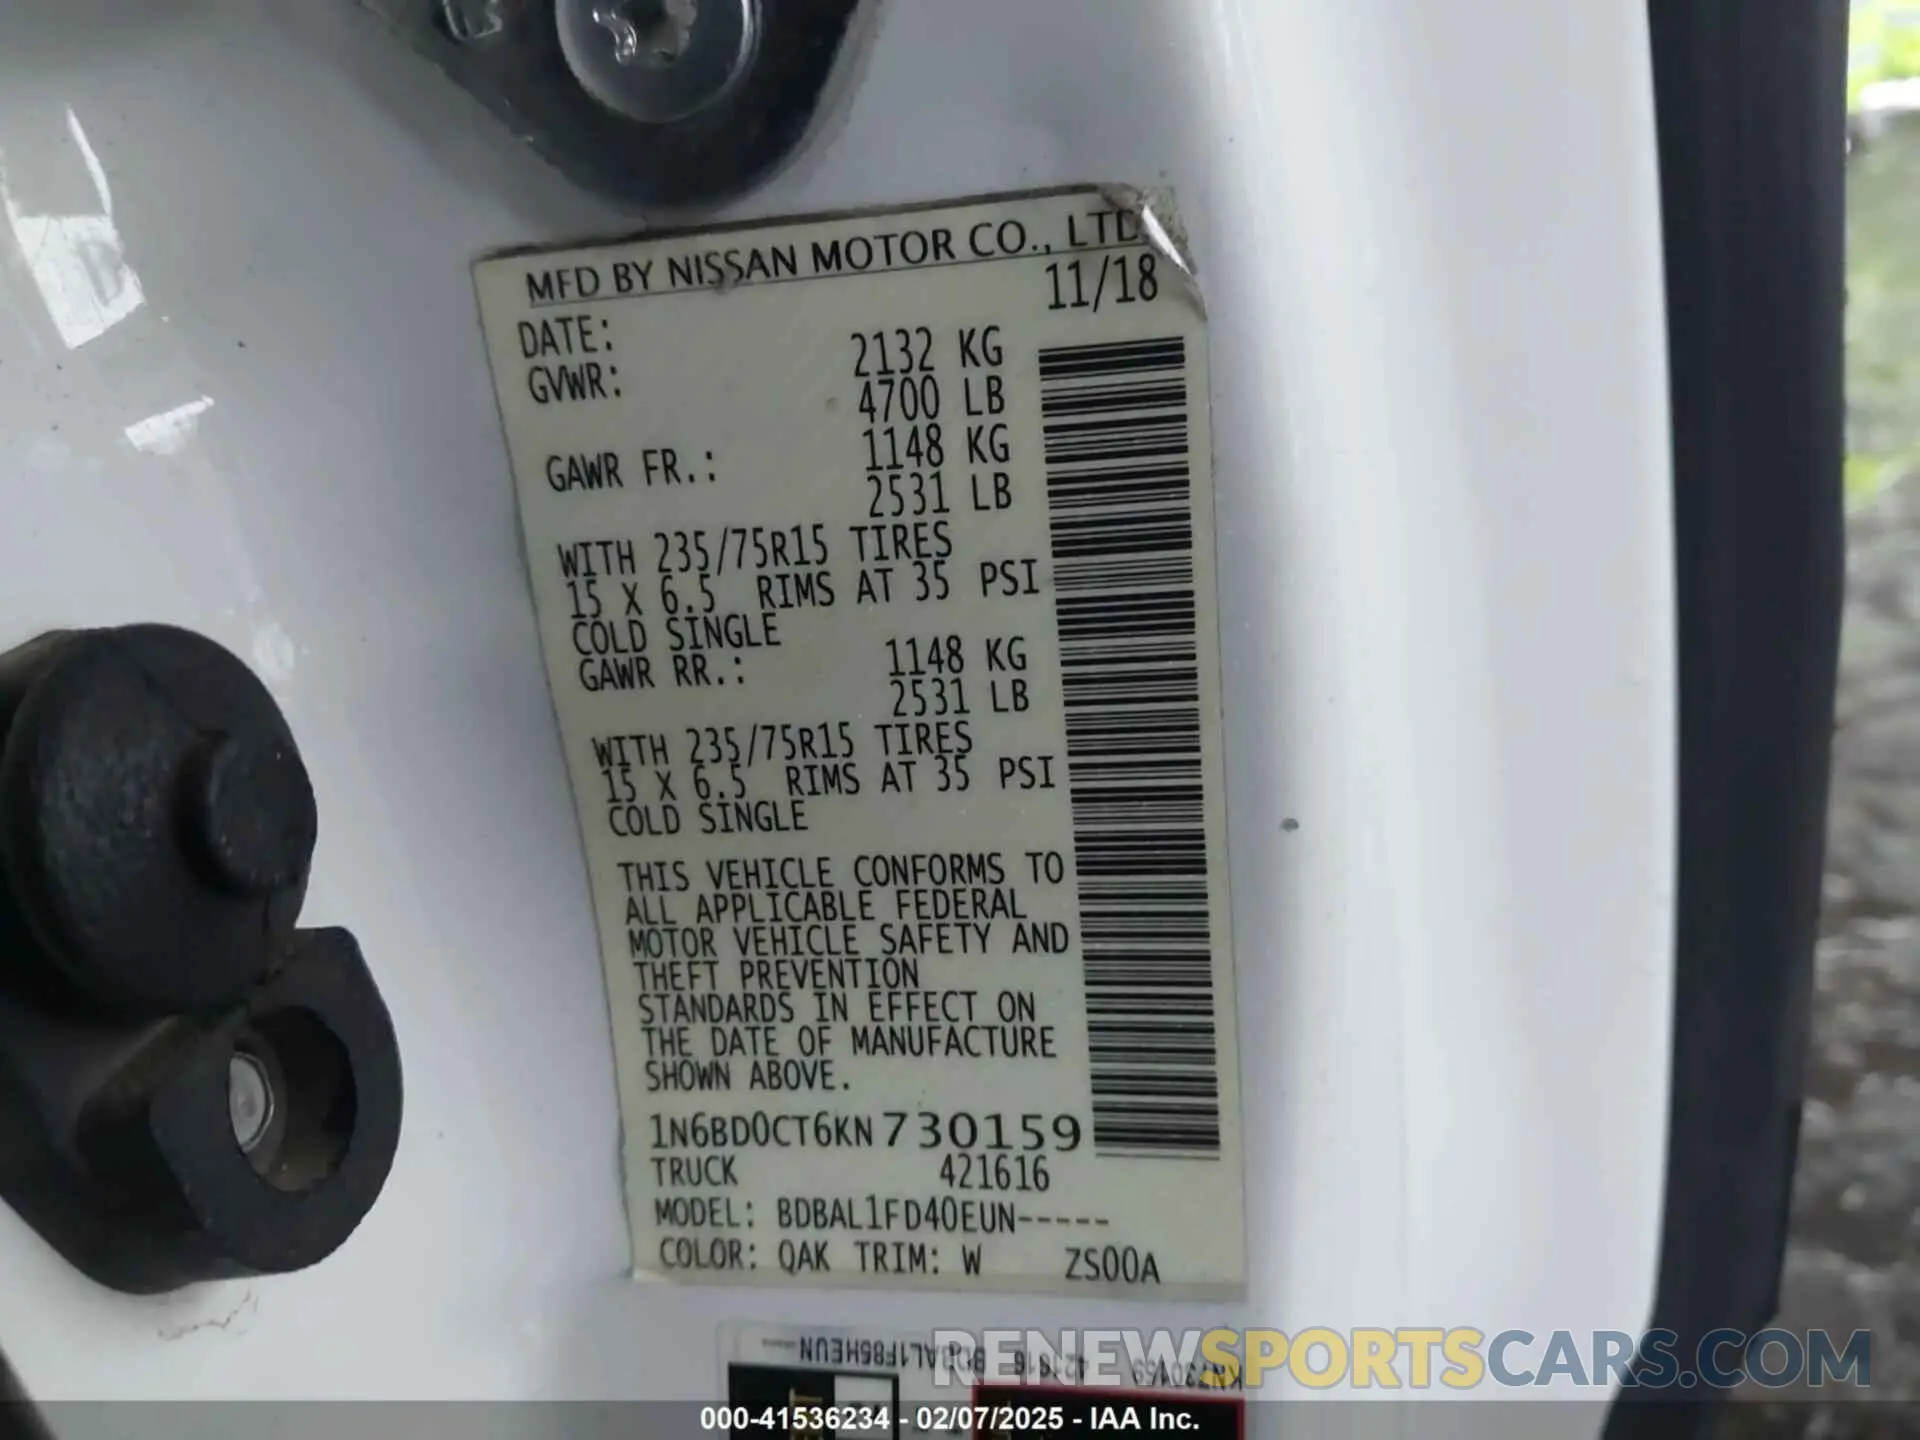 MFD BY NISSAN MOTOR CO., LTD.
DATE: 11/18
GVWR: 2132 KG
4700 LB
GAWR FR.: 1148 KG
2531 LB
WITH 235/75R15 TIRES
15 X 6.5 RIMS AT 35 PSI
COLD SINGLE
GAWR RR.: 1148 KG
2531 LB
WITH 235/75R15 TIRES
15 X 6.5 RIMS AT 35 PSI
COLD SINGLE
THIS VEHICLE CONFORMS TO
ALL APPLICABLE FEDERAL
MOTOR VEHICLE SAFETY AND
THEFT PREVENTION
STANDARDS IN EFFECT ON
THE DATE OF MANUFACTURE
SHOWN ABOVE.
1N6BD0CT6KN730159
TRUCK 421616
MODEL: BDBAL1FD40EUN-----
COLOR: QAK TRIM: W ZS00A
KN730159 421616
RENEWSPORTSCARS.COM
000-41536234 - 02/07/2025 - IAA Inc.